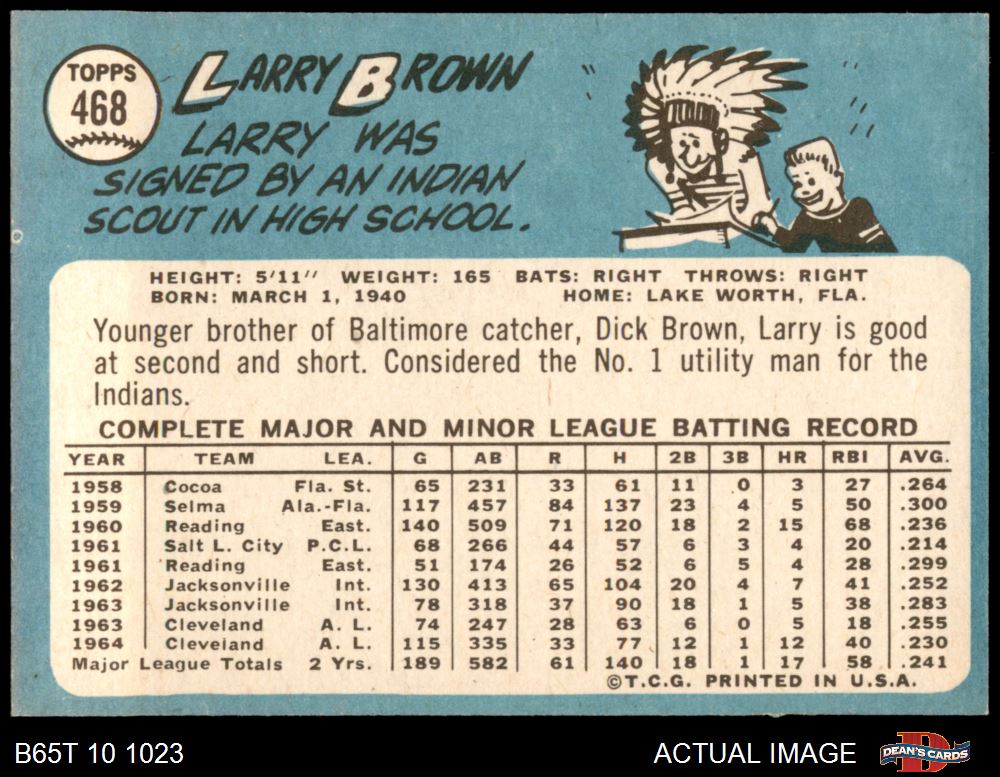 TOPPS
468
LARRY BROWN
LARRY WAS
SIGNED BY AN INDIAN
SCOUT IN HIGH SCHOOL.
HEIGHT: 5'11" WEIGHT: 165 BATS: RIGHT THROWS: RIGHT
BORN: MARCH 1, 1940 HOME: LAKE WORTH, FLA.
Younger brother of Baltimore catcher, Dick Brown, Larry is good
at second and short. Considered the No. 1 utility man for the
Indians.
COMPLETE MAJOR AND MINOR LEAGUE BATTING RECORD
YEAR TEAM LEA. G AB R H 2B 3B HR RBI AVG.
1958 Cocoa Fla. St. 65 231 33 61 11 0 3 27 .264
1959 Selma Ala.-Fla. 117 457 84 137 23 4 5 50 .300
1960 Reading East. 140 509 71 120 18 2 15 68 .236
1961 Salt L. City P.C.L. 68 266 44 57 6 3 4 20 .214
1961 Reading East. 51 174 26 52 6 5 4 28 .299
1962 Jacksonville Int. 130 413 65 104 20 4 7 41 .252
1963 Jacksonville Int. 78 318 37 90 18 1 5 38 .283
1963 Cleveland A. L. 74 247 28 63 6 0 5 18 .255
1964 Cleveland A. L. 115 335 33 77 12 1 12 40 .230
Major League Totals 2 Yrs. 189 582 61 140 18 1 17 58 .241
©T.C.G. PRINTED IN U.S.A.
B65T 10 1023 ACTUAL IMAGE DEAN'S CARDS